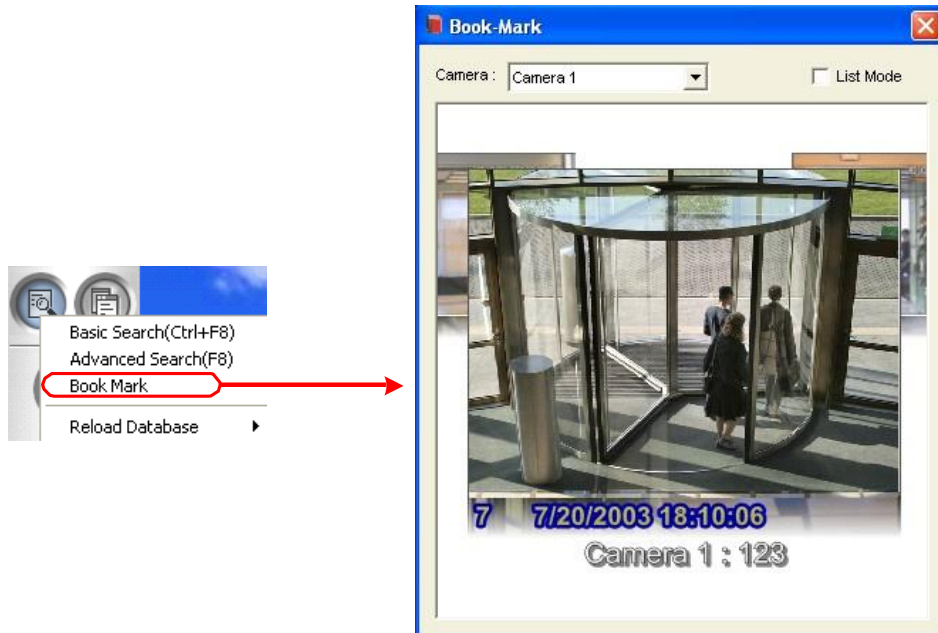 Basic Search(Ctrl+F8)
Advanced Search(F8)
Book Mark
Reload Database
Book-Mark
Camera : Camera 1 List Mode
7 7/20/2003 18:10:06
Camera 1 : 123